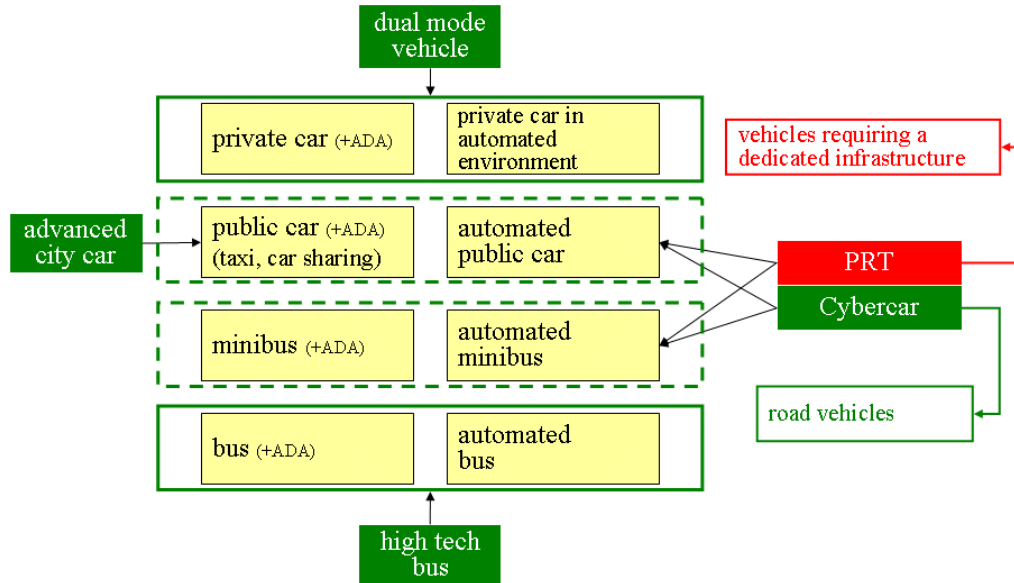 dual mode
vehicle
private car (+ADA)
private car in
automated
environment
vehicles requiring a
dedicated infrastructure
advanced
city car
public car (+ADA)
(taxi, car sharing)
automated
public car
PRT
Cybercar
minibus (+ADA)
automated
minibus
road vehicles
bus (+ADA)
automated
bus
high tech
bus